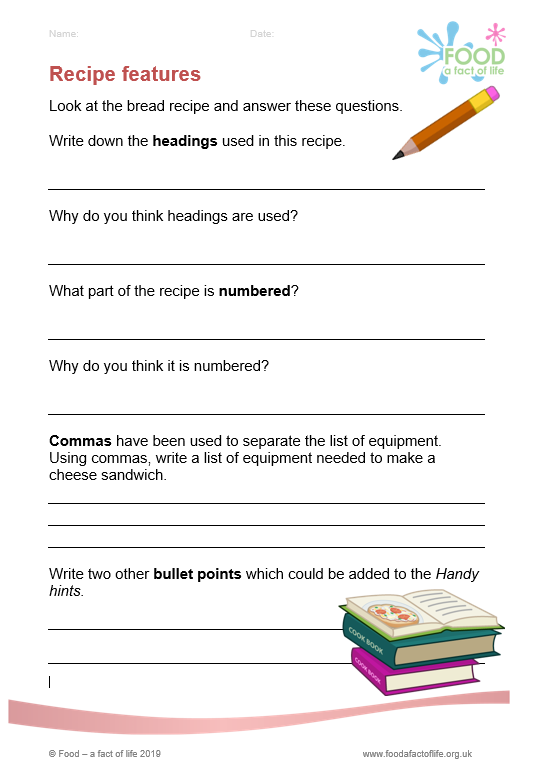 Name: Date:
FOOD
a fact of life
Recipe features
Look at the bread recipe and answer these questions.
Write down the headings used in this recipe.
Why do you think headings are used?
What part of the recipe is numbered?
Why do you think it is numbered?
Commas have been used to separate the list of equipment.
Using commas, write a list of equipment needed to make a
cheese sandwich.
Write two other bullet points which could be added to the Handy
hints.
COOK BOOK
COOK BOOK
© Food – a fact of life 2019 www.foodafactoflife.org.uk